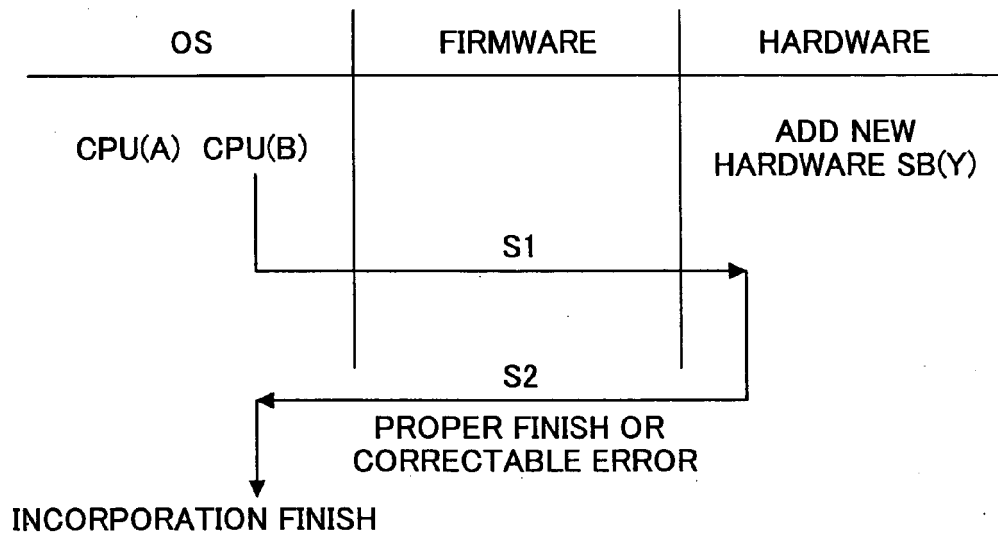 OS
FIRMWARE
HARDWARE
CPU(A) CPU(B)
ADD NEW
HARDWARE SB(Y)
S1
S2
PROPER FINISH OR
CORRECTABLE ERROR
INCORPORATION FINISH